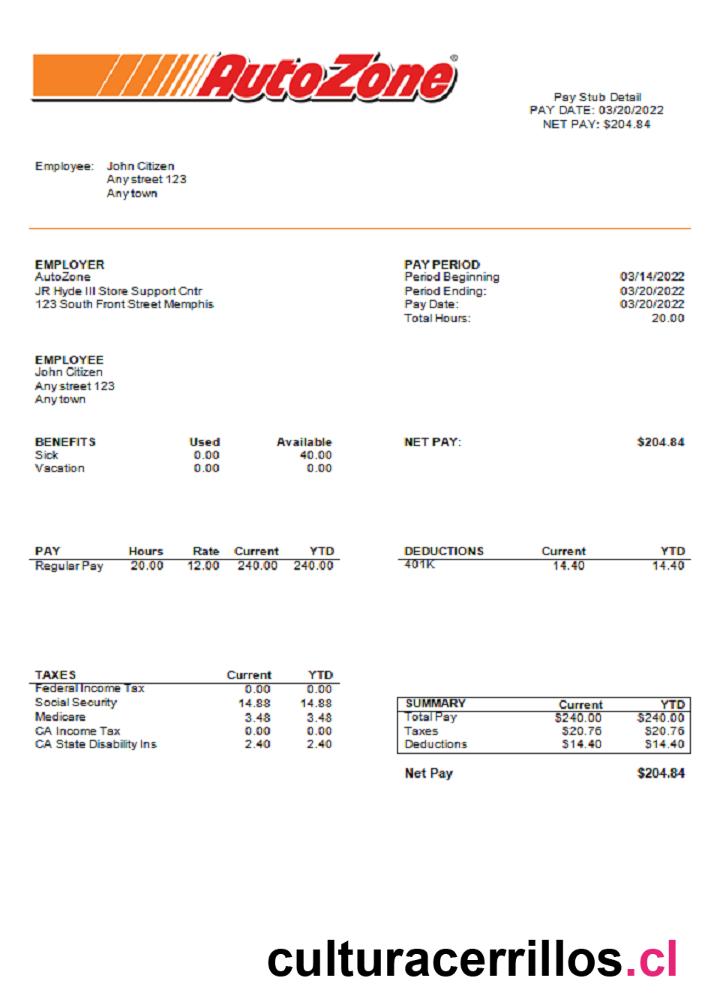 AutoZone®
Pay Stub Detail
PAY DATE: 03/20/2022
NET PAY: $204.84
Employee: John Citizen
Any street 123
Any town
EMPLOYER
AutoZone
JR Hyde III Store Support Cntr
123 South Front Street Memphis
PAY PERIOD
Period Beginning 03/14/2022
Period Ending: 03/20/2022
Pay Date: 03/20/2022
Total Hours: 20.00
EMPLOYEE
John Citizen
Any street 123
Any town
BENEFITS Used Available
Sick 0.00 40.00
Vacation 0.00 0.00
NET PAY: $204.84
PAY Hours Rate Current YTD
Regular Pay 20.00 12.00 240.00 240.00
DEDUCTIONS Current YTD
401K 14.40 14.40
TAXES Current YTD
Federal Income Tax 0.00 0.00
Social Security 14.88 14.88
Medicare 3.48 3.48
CA Income Tax 0.00 0.00
CA State Disability Ins 2.40 2.40
SUMMARY Current YTD
Total Pay $240.00 $240.00
Taxes $20.76 $20.76
Deductions $14.40 $14.40
Net Pay $204.84
culturacerrillos.cl